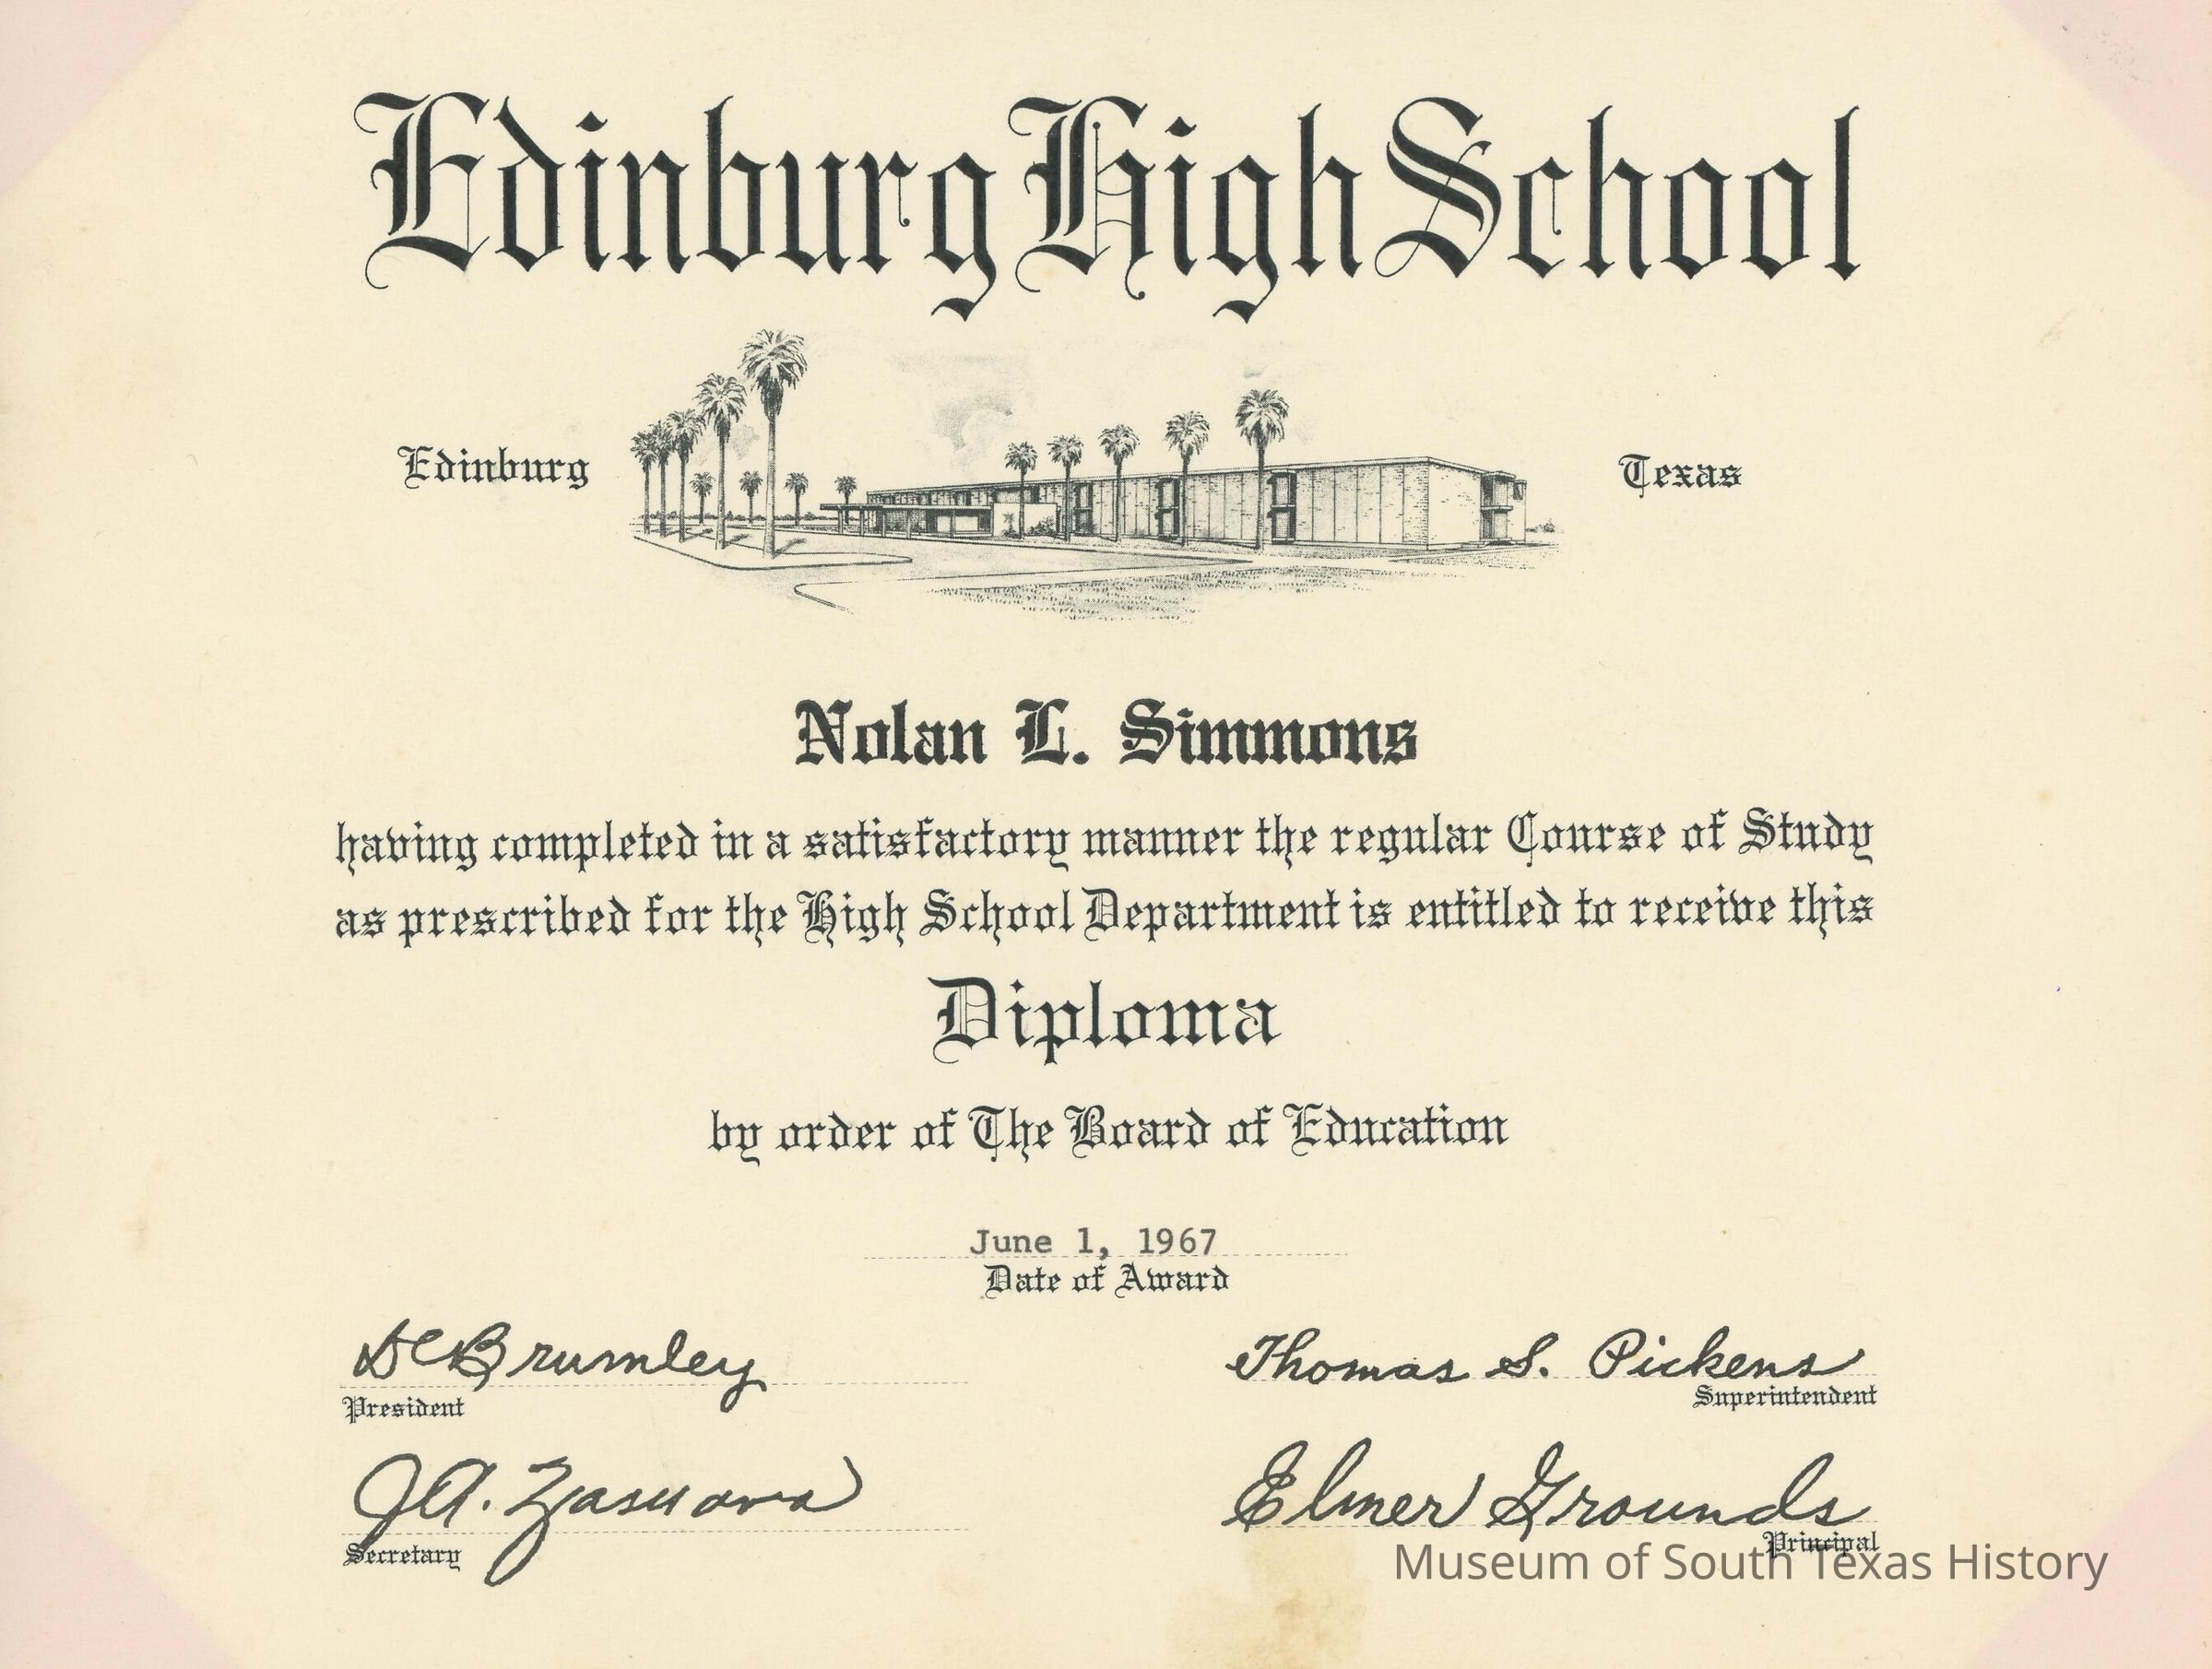 Edinburg High School
Edinburg Texas
Nolan L. Simmons
having completed in a satisfactory manner the regular Course of Study
as prescribed for the High School Department is entitled to receive this
Diploma
by order of The Board of Education
June 1, 1967
Date of Award
DC Brumley Thomas S. Pickens
President Superintendent
J.A. Elmer Grounds
Secretary Principal
Museum of South Texas History